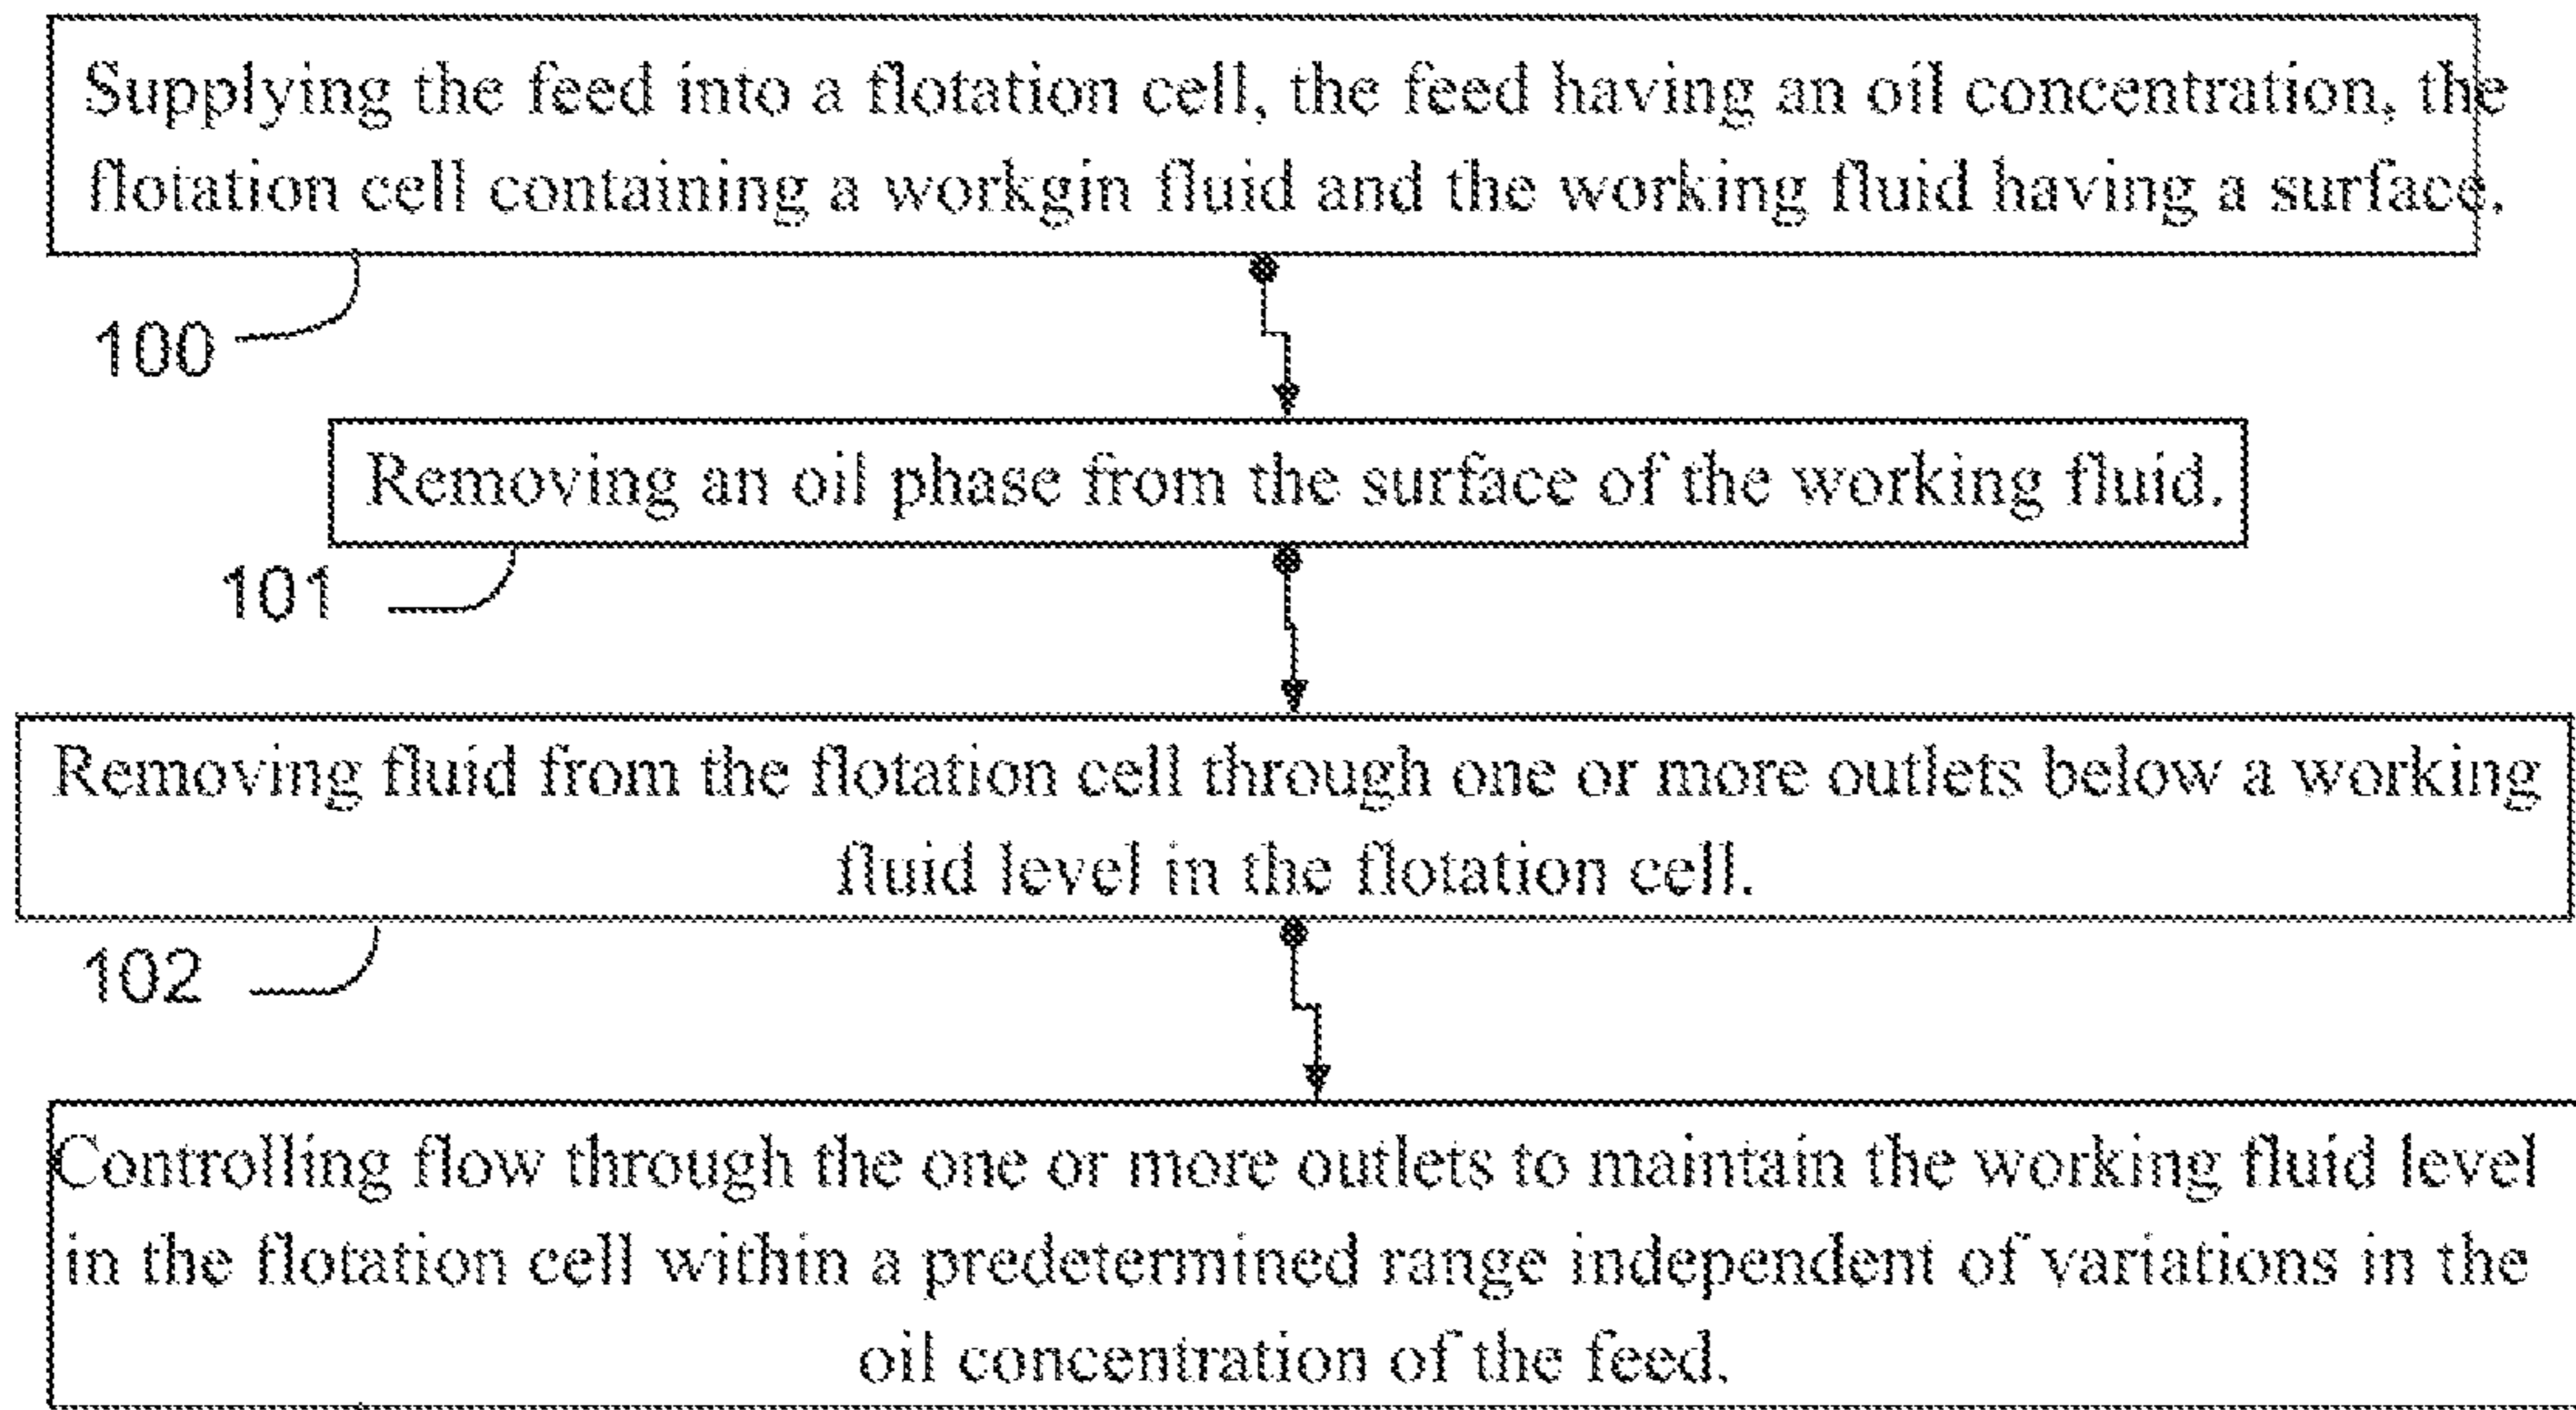 Supplying the feed into a flotation cell, the feed having an oil concentration, the
flotation cell containing a workgin fluid and the working fluid having a surface.
100
Removing an oil phase from the surface of the working fluid.
101
Removing fluid from the flotation cell through one or more outlets below a working
fluid level in the flotation cell.
102
Controlling flow through the one or more outlets to maintain the working fluid level
in the flotation cell within a predetermined range independent of variations in the
oil concentration of the feed.